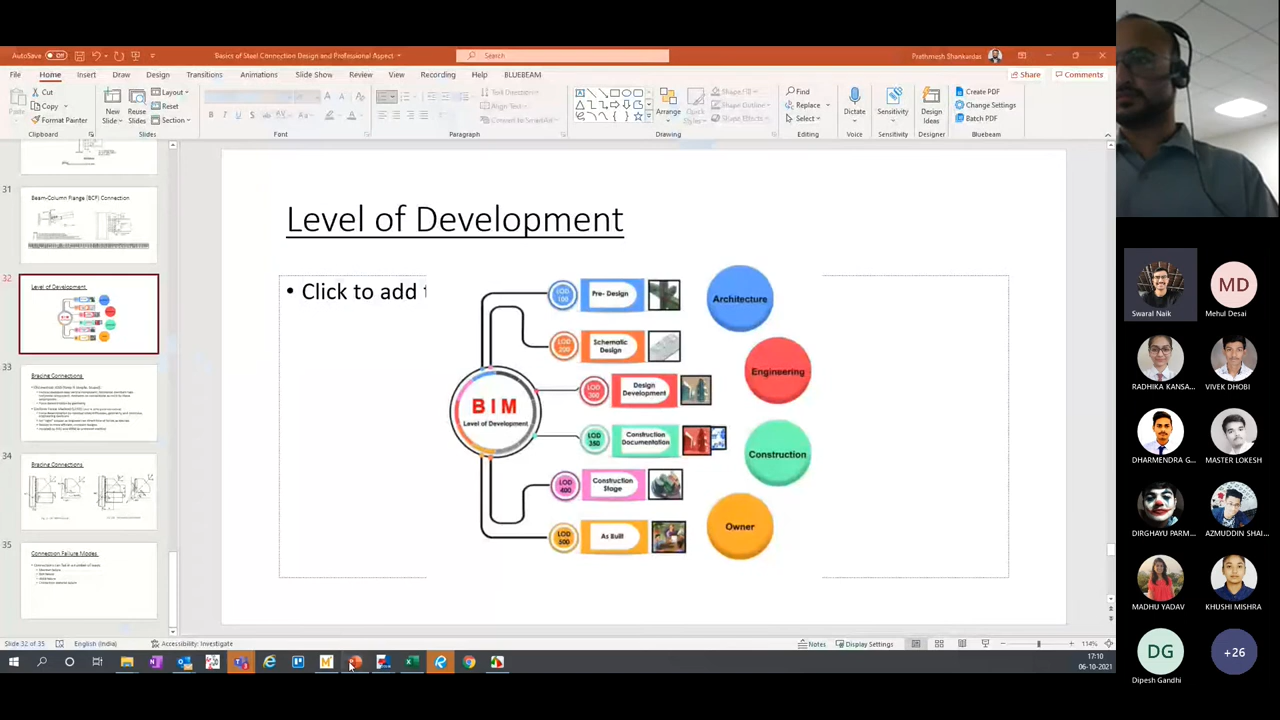 AutoSave Off
Basics of Steel Connection Design and Professional Aspect
Search
Prathmesh Shankardas
File Home Insert Draw Design Transitions Animations Slide Show Review View Recording Help BLUEBEAM
Share Comments
Paste
Cut
Copy
Format Painter
New Slide
Reuse Slides
Layout
Reset
Section
Text Direction
Align Text
Convert to SmartArt
Arrange
Quick Styles
Shape Fill
Shape Outline
Shape Effects
Find
Replace
Select
Dictate
Sensitivity
Design Ideas
Create PDF
Change Settings
Batch PDF
Clipboard Slides Font Paragraph Drawing Editing Voice Sensitivity Designer Bluebeam
31
Beam-Column Flange (BCF) Connection
32
Level of Development
33
Bracing Connections
34
Bracing Connections
35
Connection Failure Modes
Level of Development
• Click to add
BIM
Level of Development
LOD 100
Pre- Design
LOD 200
Schematic Design
LOD 300
Design Development
LOD 350
Construction Documentation
LOD 400
Construction Stage
LOD 500
As Built
Architecture
Engineering
Construction
Owner
Slide 32 of 35 English (India) Accessibility: Investigate
Notes Display Settings 114%
17:10
06-10-2021
Swaral Naik
MD
Mehul Desai
RADHIKA KANSA...
VIVEK DHOBI
DHARMENDRA G...
MASTER LOKESH
DIRGHAYU PARM...
AZMUDDIN SHAI...
MADHU YADAV
KHUSHI MISHRA
DG
Dipesh Gandhi
+26